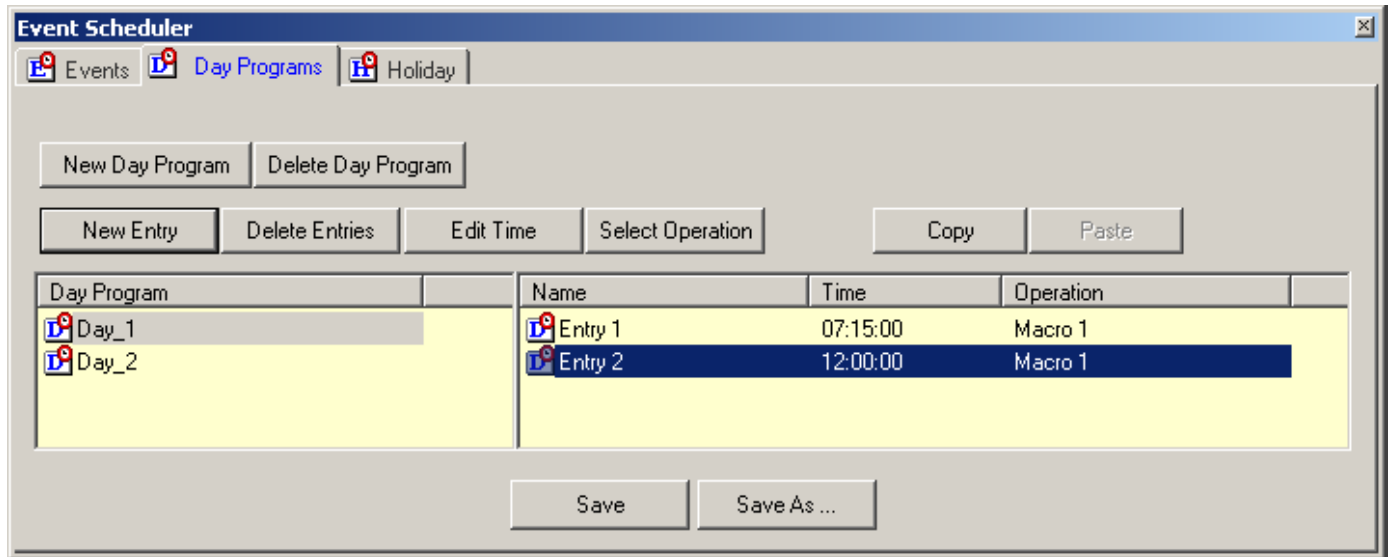 Event Scheduler
E Events D Day Programs H Holiday
New Day Program Delete Day Program
New Entry Delete Entries Edit Time Select Operation Copy Paste
Day Program Name Time Operation
D Day_1 D Entry 1 07:15:00 Macro 1
D Day_2 D Entry 2 12:00:00 Macro 1
Save Save As ...